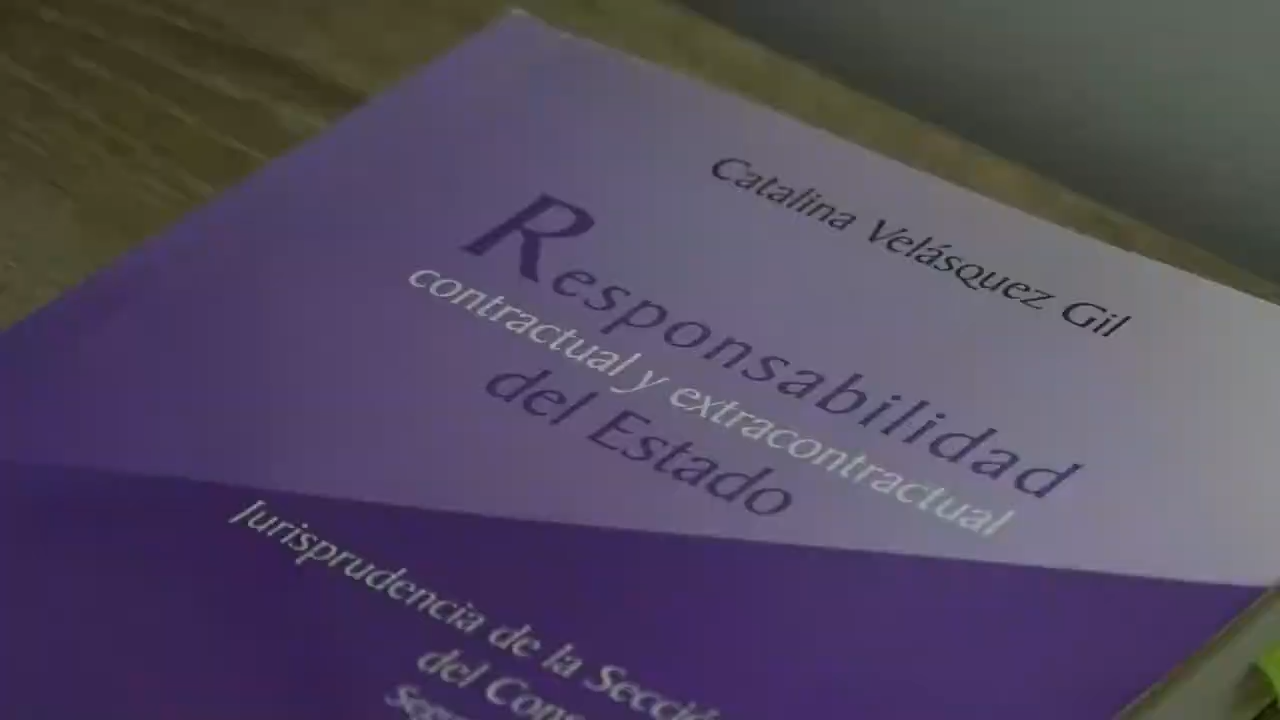 Catalina Velásquez Gil
Responsabilidad
contractual y extracontractual
del Estado
Jurisprudencia de la
del